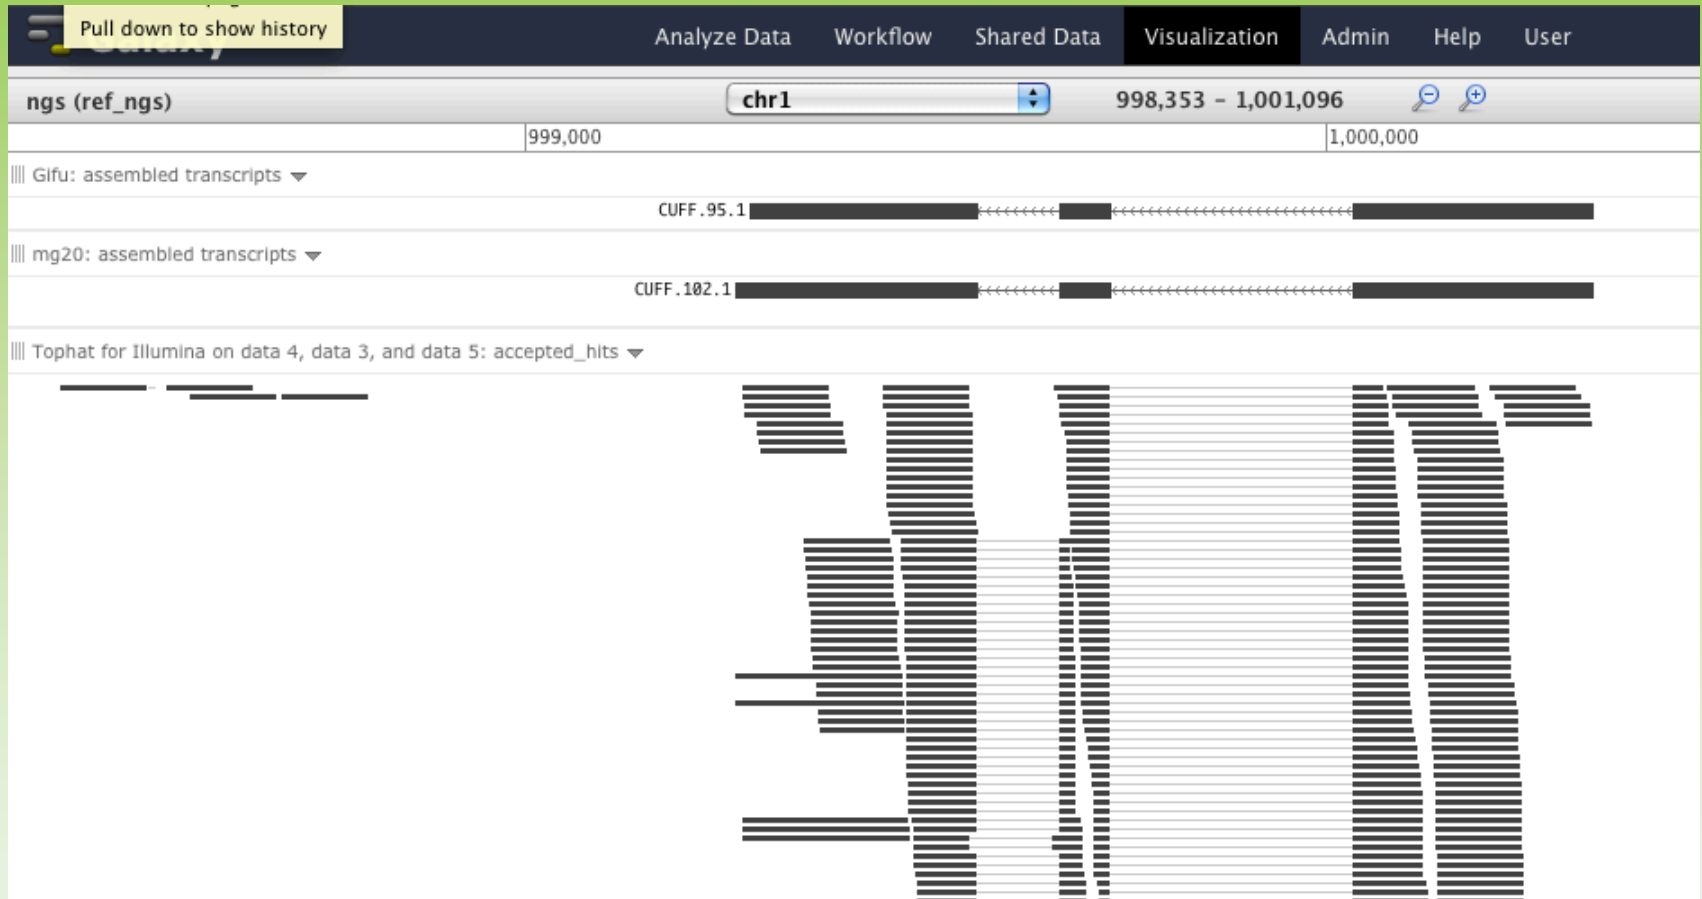 Pull down to show history
Analyze Data Workflow Shared Data Visualization Admin Help User
ngs (ref_ngs) chr1 998,353 – 1,001,096
999,000 1,000,000
Gifu: assembled transcripts
CUFF.95.1
mg20: assembled transcripts
CUFF.102.1
Tophat for Illumina on data 4, data 3, and data 5: accepted_hits